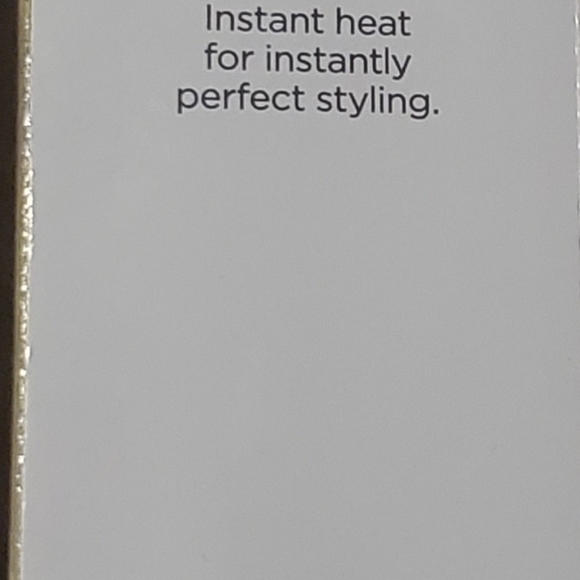 Instant heat
for instantly
perfect styling.